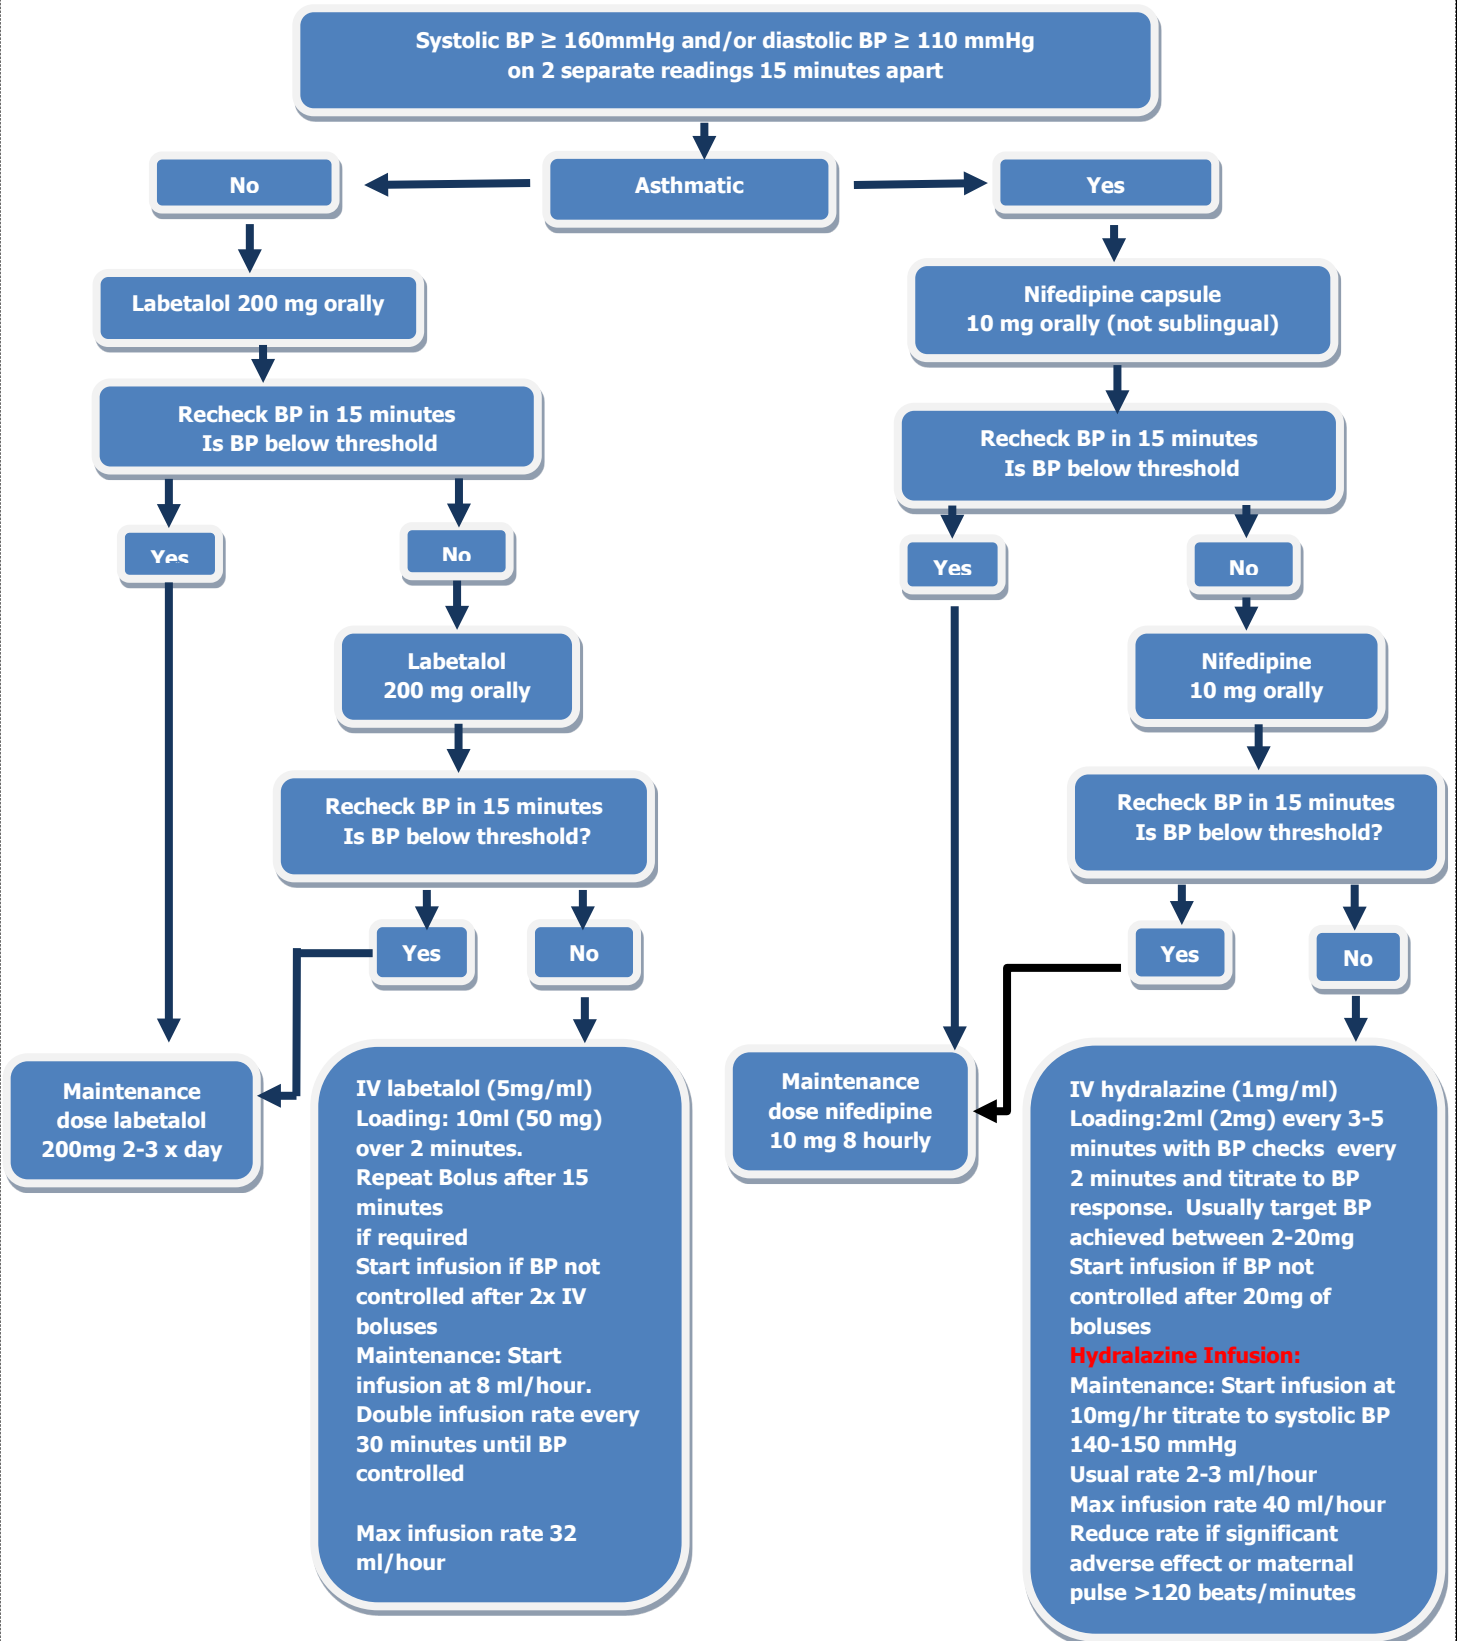 Systolic BP ≥ 160mmHg and/or diastolic BP ≥ 110 mmHg
on 2 separate readings 15 minutes apart
No
Asthmatic
Yes
Labetalol 200 mg orally
Nifedipine capsule
10 mg orally (not sublingual)
Recheck BP in 15 minutes
Is BP below threshold
Recheck BP in 15 minutes
Is BP below threshold
Yes
No
Yes
No
Labetalol
200 mg orally
Nifedipine
10 mg orally
Recheck BP in 15 minutes
Is BP below threshold?
Recheck BP in 15 minutes
Is BP below threshold?
Yes
No
Yes
No
Maintenance
dose labetalol
200mg 2-3 x day
IV labetalol (5mg/ml)
Loading: 10ml (50 mg)
over 2 minutes.
Repeat Bolus after 15
minutes
if required
Start infusion if BP not
controlled after 2x IV
boluses
Maintenance: Start
infusion at 8 ml/hour.
Double infusion rate every
30 minutes until BP
controlled
Max infusion rate 32
ml/hour
Maintenance
dose nifedipine
10 mg 8 hourly
IV hydralazine (1mg/ml)
Loading:2ml (2mg) every 3-5
minutes with BP checks every
2 minutes and titrate to BP
response. Usually target BP
achieved between 2-20mg
Start infusion if BP not
controlled after 20mg of
boluses
Hydralazine Infusion:
Maintenance: Start infusion at
10mg/hr titrate to systolic BP
140-150 mmHg
Usual rate 2-3 ml/hour
Max infusion rate 40 ml/hour
Reduce rate if significant
adverse effect or maternal
pulse >120 beats/minutes